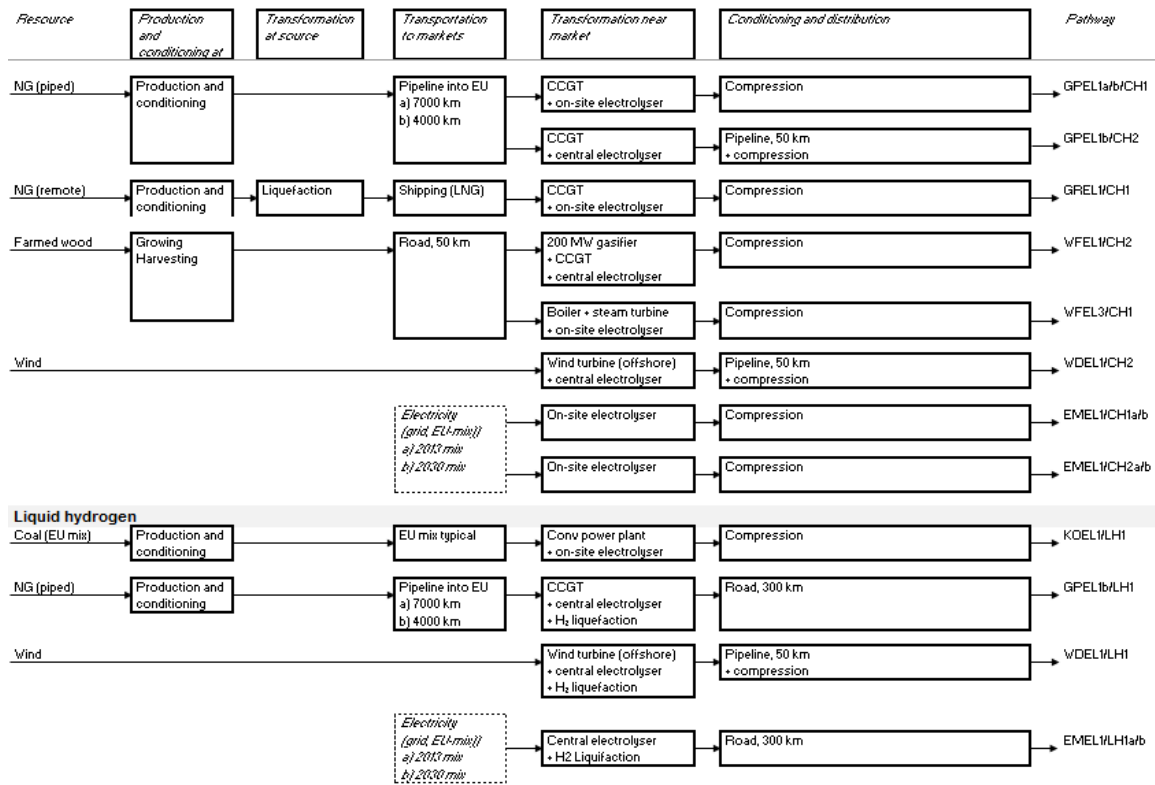 Resource
Production
and
conditioning at
Transformation
at source
Transportation
to markets
Transformation near
market
Conditioning and distribution
Pathway
NG (piped)
Production and
conditioning
Pipeline into EU
a) 7000 km
b) 4000 km
CCGT
+ on-site electrolyser
Compression
GPEL1a/b/CH1
CCGT
+ central electrolyser
Pipeline, 50 km
+ compression
GPEL1b/CH2
NG (remote)
Production and
conditioning
Liquefaction
Shipping (LNG)
CCGT
+ on-site electrolyser
Compression
GREL1/CH1
Farmed wood
Growing
Harvesting
Road, 50 km
200 MW gasifier
+ CCGT
+ central electrolyser
Compression
WFEL1/CH2
Boiler + steam turbine
+ on-site electrolyser
Compression
WFEL3/CH1
Wind
Wind turbine (offshore)
+ central electrolyser
Pipeline, 50 km
+ compression
WDEL1/CH2
Electricity
(grid, EU-mix))
a) 2013 mix
b) 2030 mix
On-site electrolyser
Compression
EMEL1/CH1a/b
On-site electrolyser
Compression
EMEL1/CH2a/b
Liquid hydrogen
Coal (EU mix)
Production and
conditioning
EU mix typical
Conv power plant
+ on-site electrolyser
Compression
KOEL1/LH1
NG (piped)
Production and
conditioning
Pipeline into EU
a) 7000 km
b) 4000 km
CCGT
+ central electrolyser
+ H₂ liquefaction
Road, 300 km
GPEL1b/LH1
Wind
Wind turbine (offshore)
+ central electrolyser
+ H₂ liquefaction
Pipeline, 50 km
+ compression
WDEL1/LH1
Electricity
(grid, EU-mix))
a) 2013 mix
b) 2030 mix
Central electrolyser
+ H2 Liquifaction
Road, 300 km
EMEL1/LH1a/b